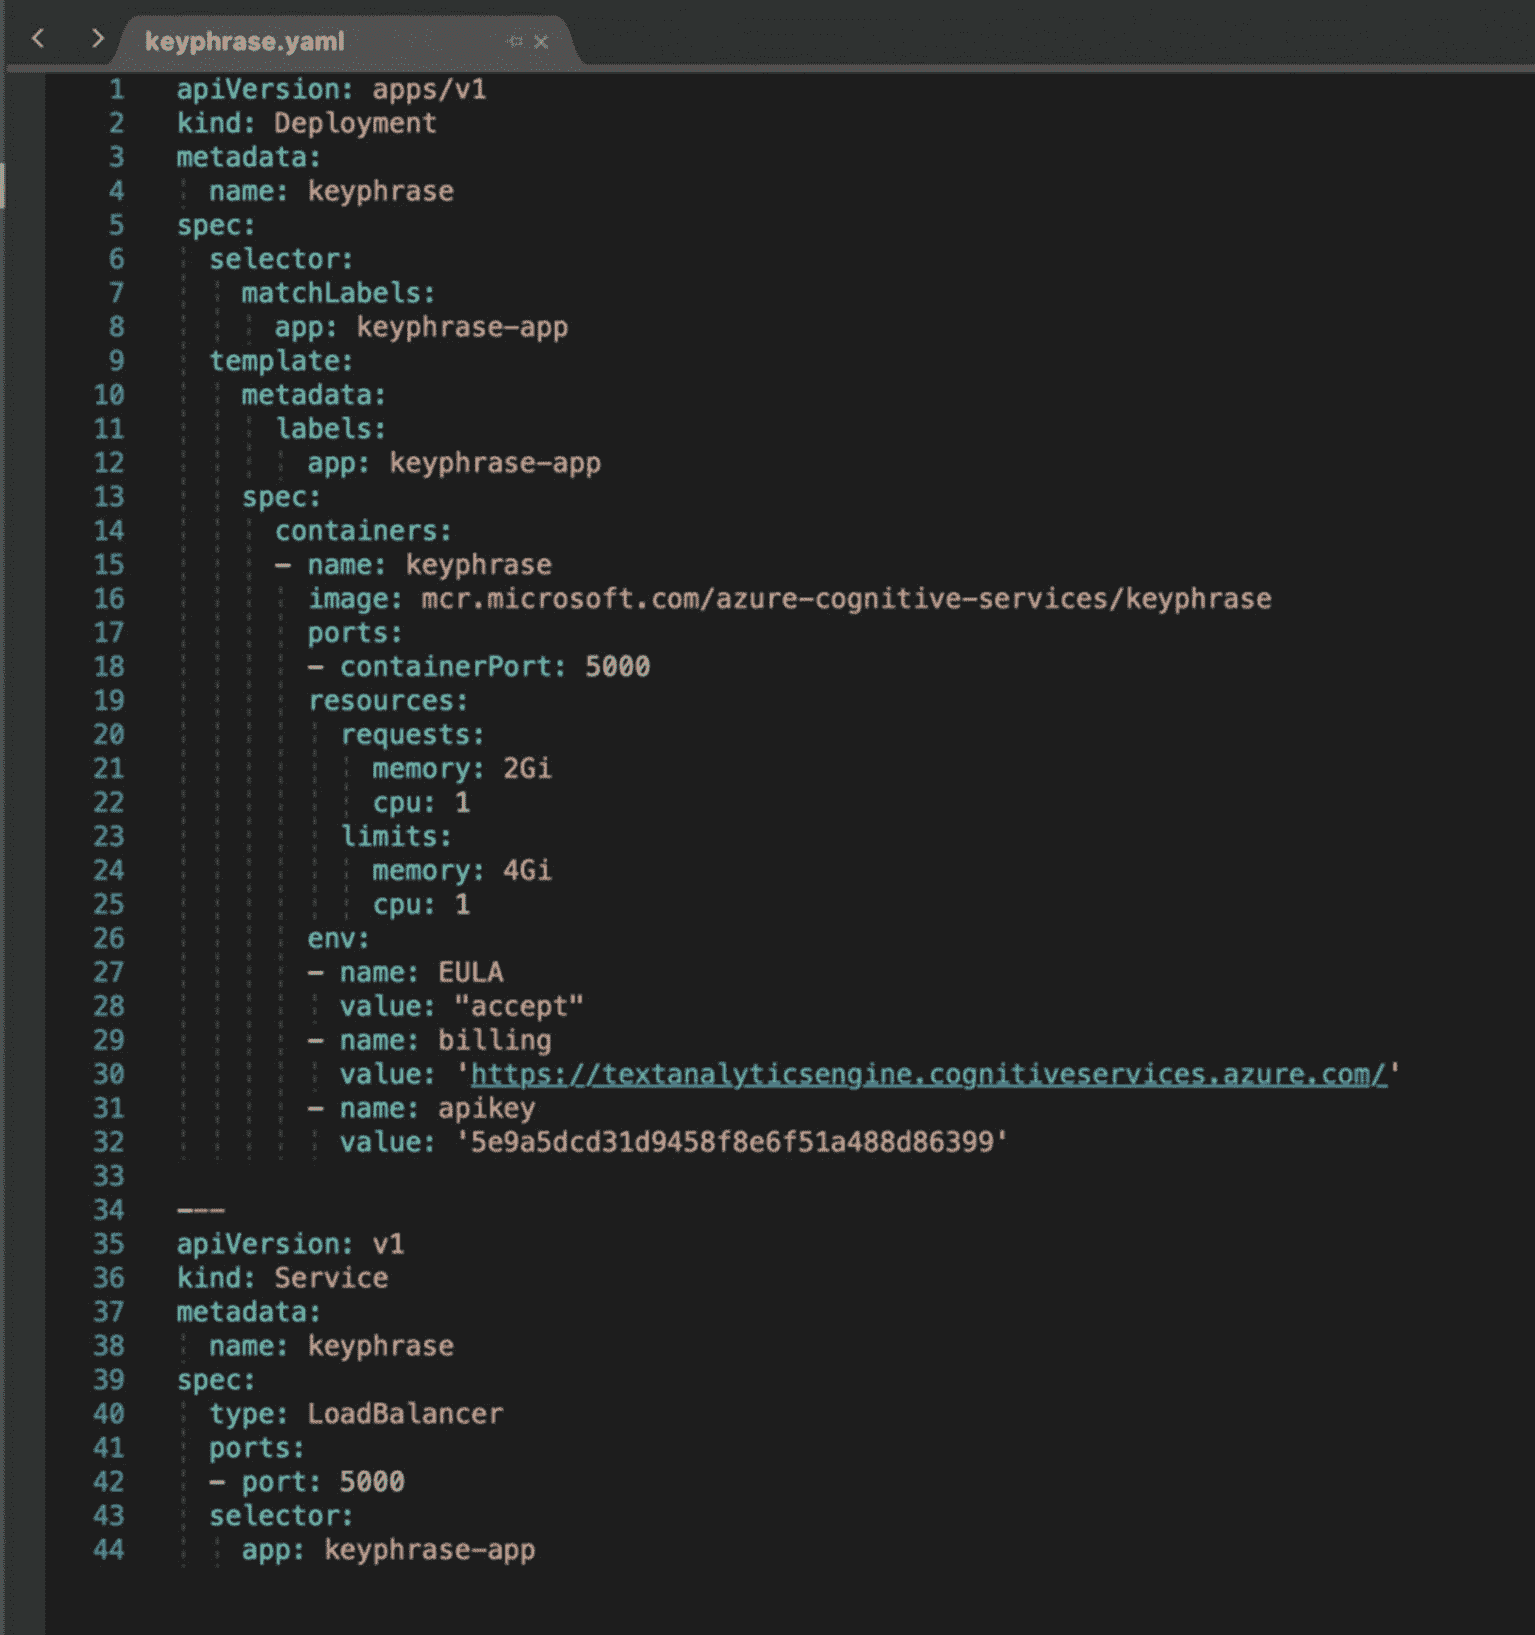 keyphrase.yaml
1 apiVersion: apps/v1
2 kind: Deployment
3 metadata:
4   name: keyphrase
5 spec:
6   selector:
7     matchLabels:
8       app: keyphrase-app
9   template:
10     metadata:
11       labels:
12         app: keyphrase-app
13     spec:
14       containers:
15       - name: keyphrase
16         image: mcr.microsoft.com/azure-cognitive-services/keyphrase
17         ports:
18         - containerPort: 5000
19         resources:
20           requests:
21             memory: 2Gi
22             cpu: 1
23           limits:
24             memory: 4Gi
25             cpu: 1
26         env:
27         - name: EULA
28           value: "accept"
29         - name: billing
30           value: 'https://textanalyticsengine.cognitiveservices.azure.com/'
31         - name: apikey
32           value: '5e9a5dcd31d9458f8e6f51a488d86399'
33
34 ---
35 apiVersion: v1
36 kind: Service
37 metadata:
38   name: keyphrase
39 spec:
40   type: LoadBalancer
41   ports:
42   - port: 5000
43   selector:
44     app: keyphrase-app